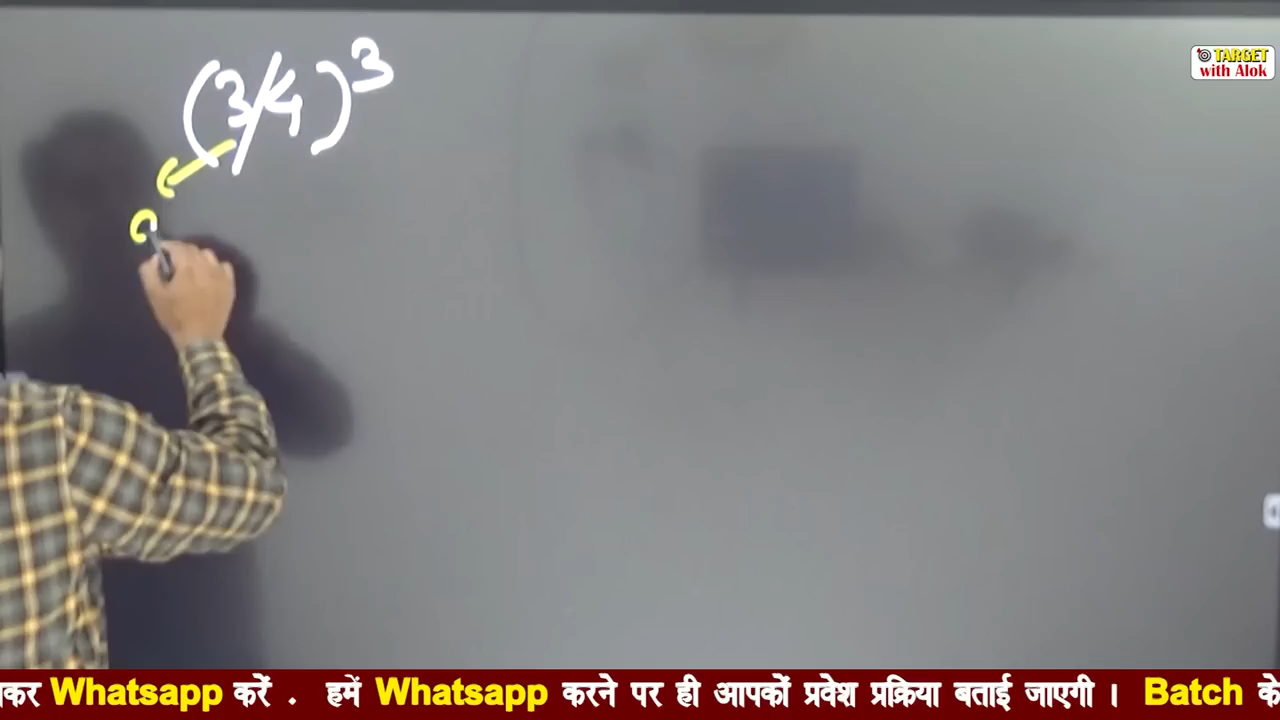 (3/4)³
TARGET
with Alok
कर Whatsapp करें . हमें Whatsapp करने पर ही आपकों प्रवेश प्रक्रिया बताई जाएगी । Batch के